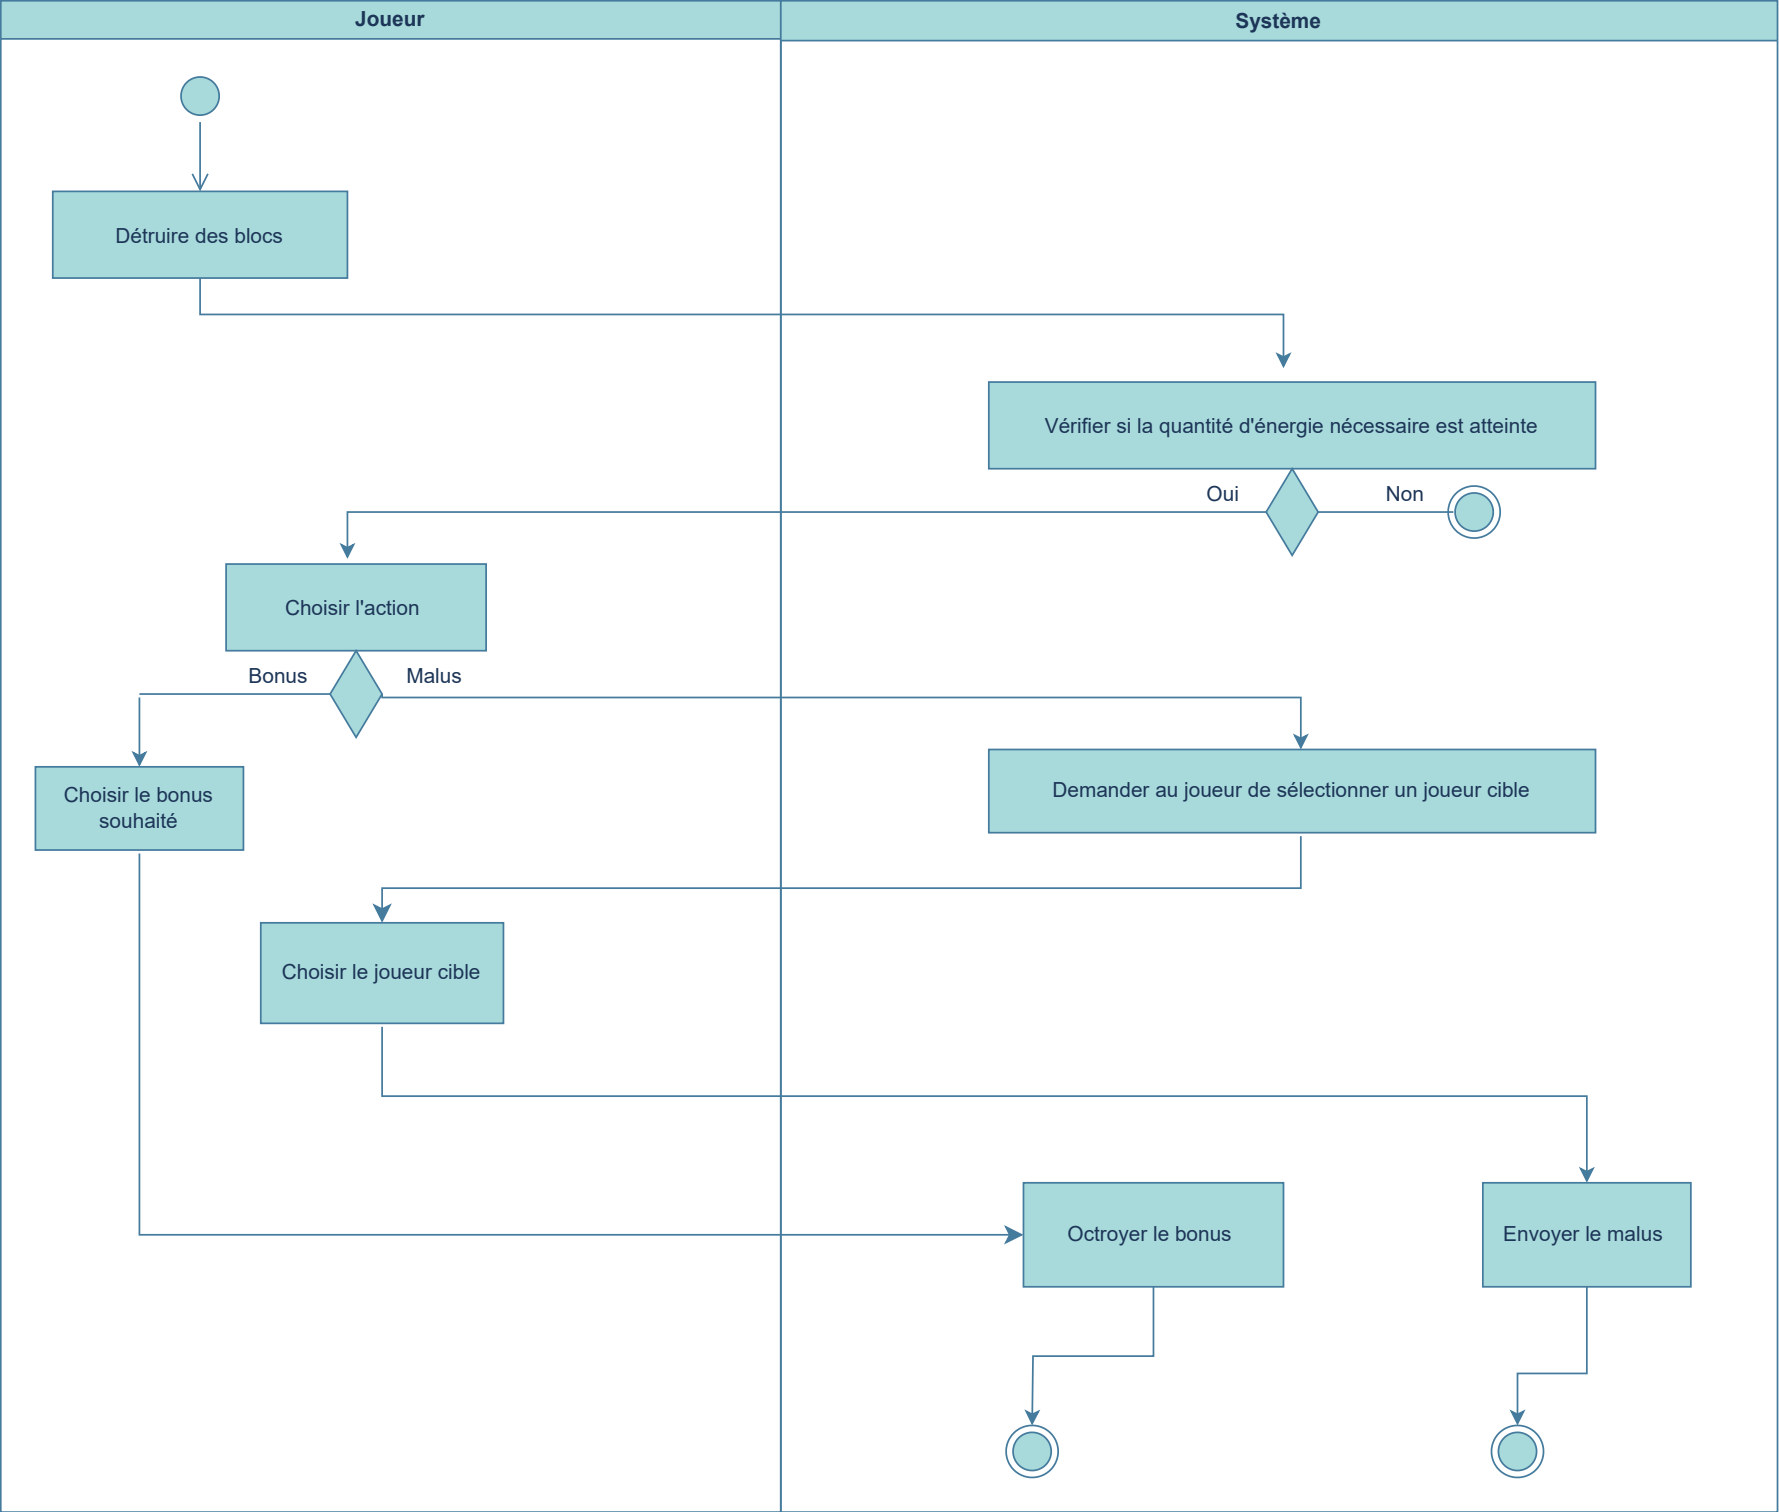 Joueur
Système
Détruire des blocs
Vérifier si la quantité d'énergie nécessaire est atteinte
Oui
Non
Choisir l'action
Bonus
Malus
Choisir le bonus
souhaité
Demander au joueur de sélectionner un joueur cible
Choisir le joueur cible
Octroyer le bonus
Envoyer le malus